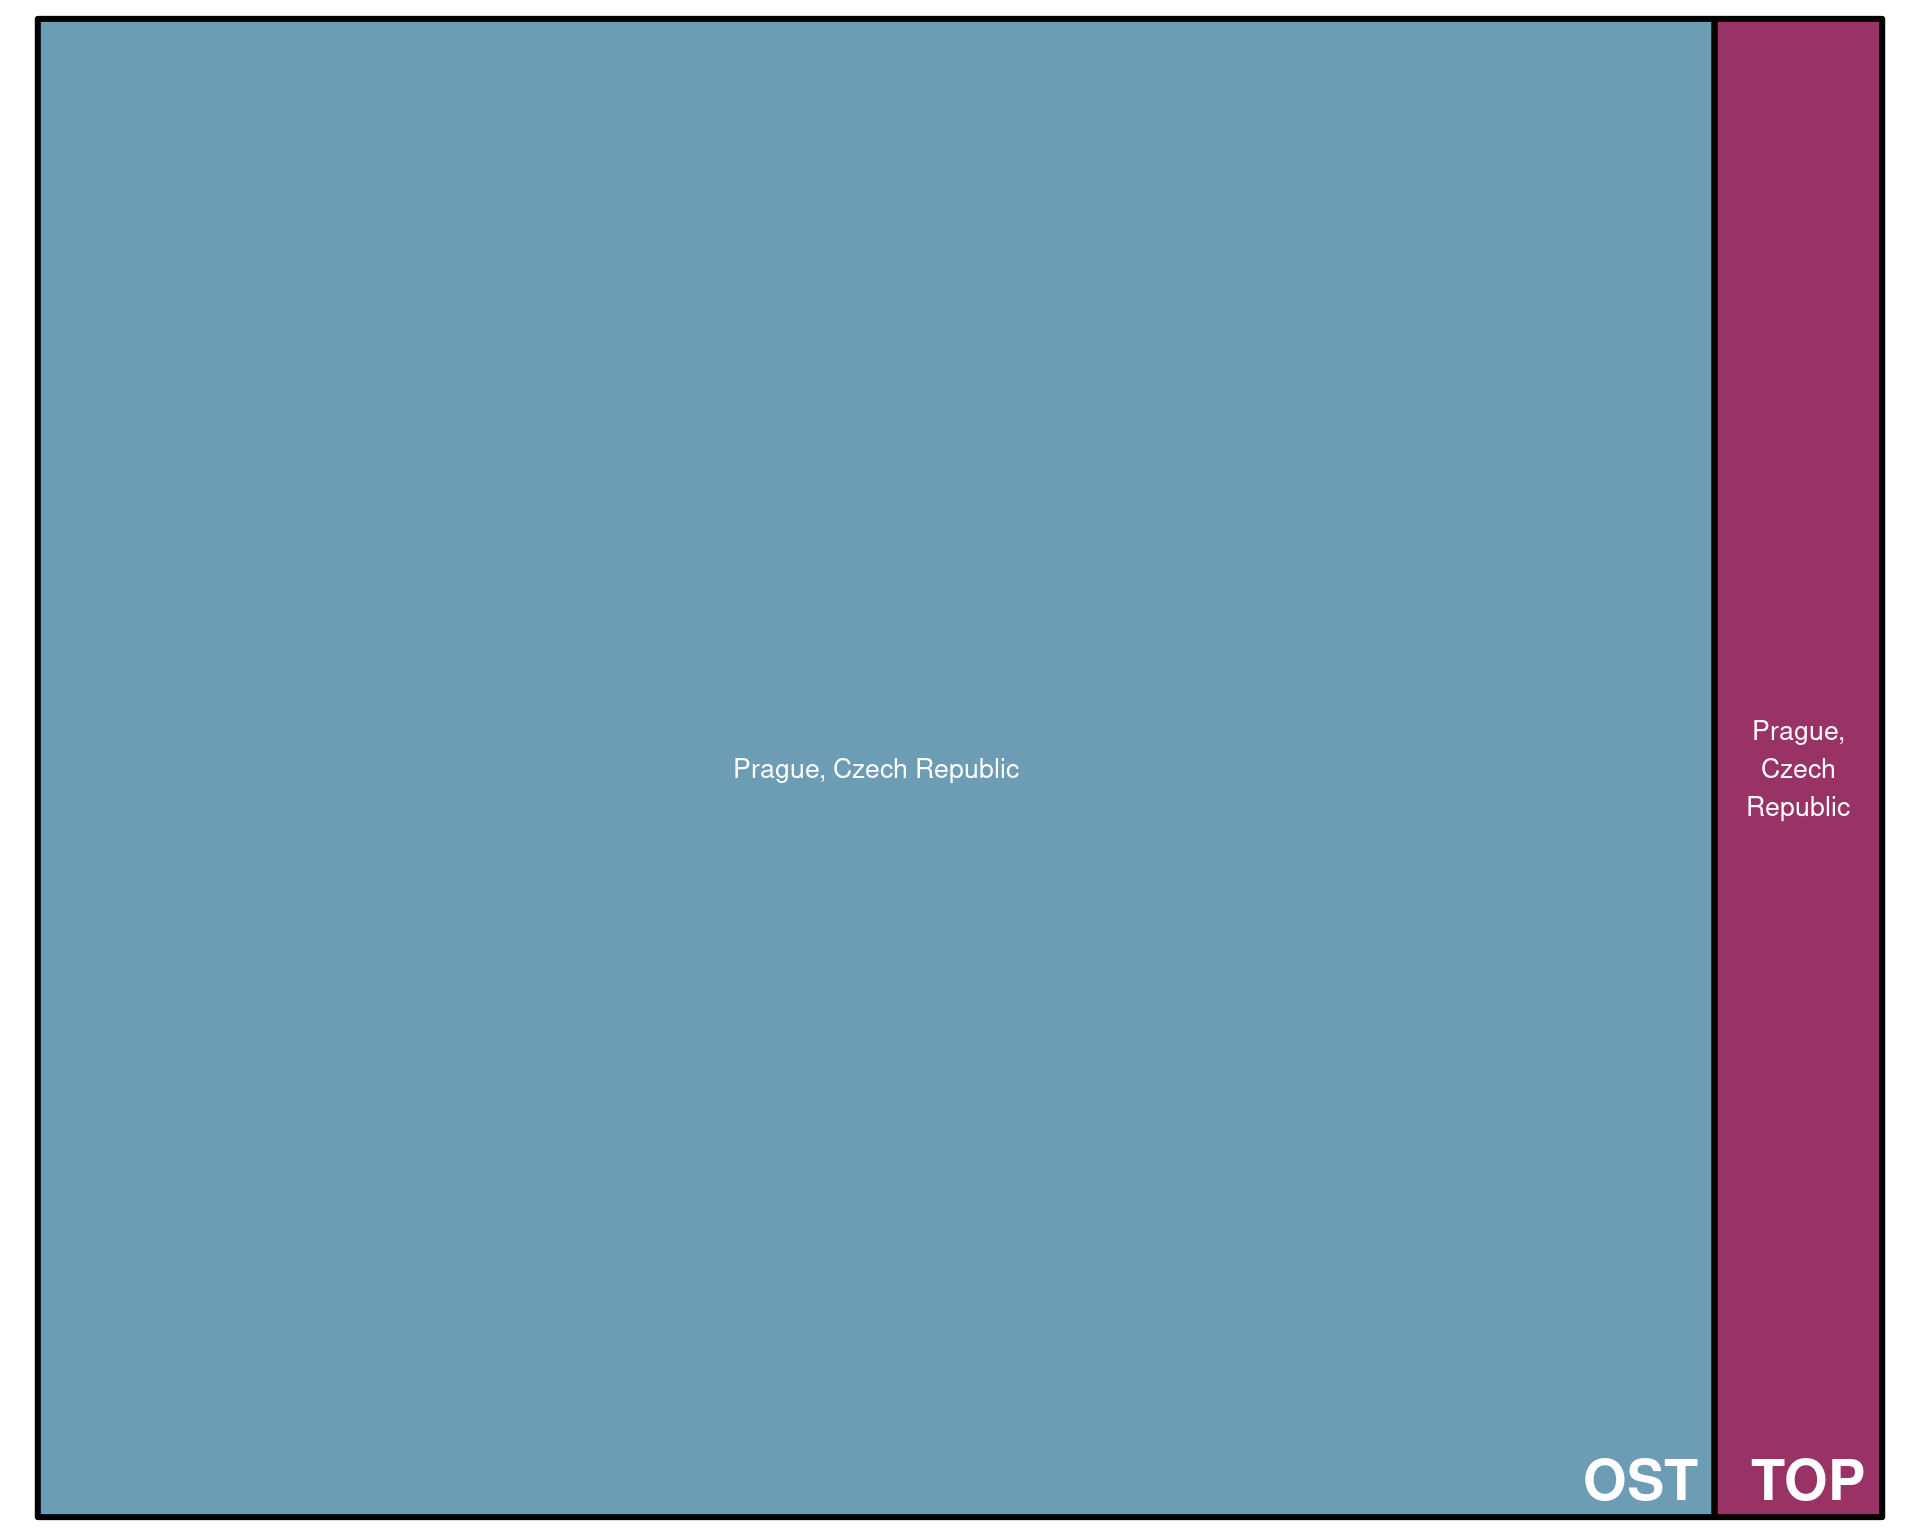 Prague, Czech Republic
Prague,
Czech
Republic
OST
TOP